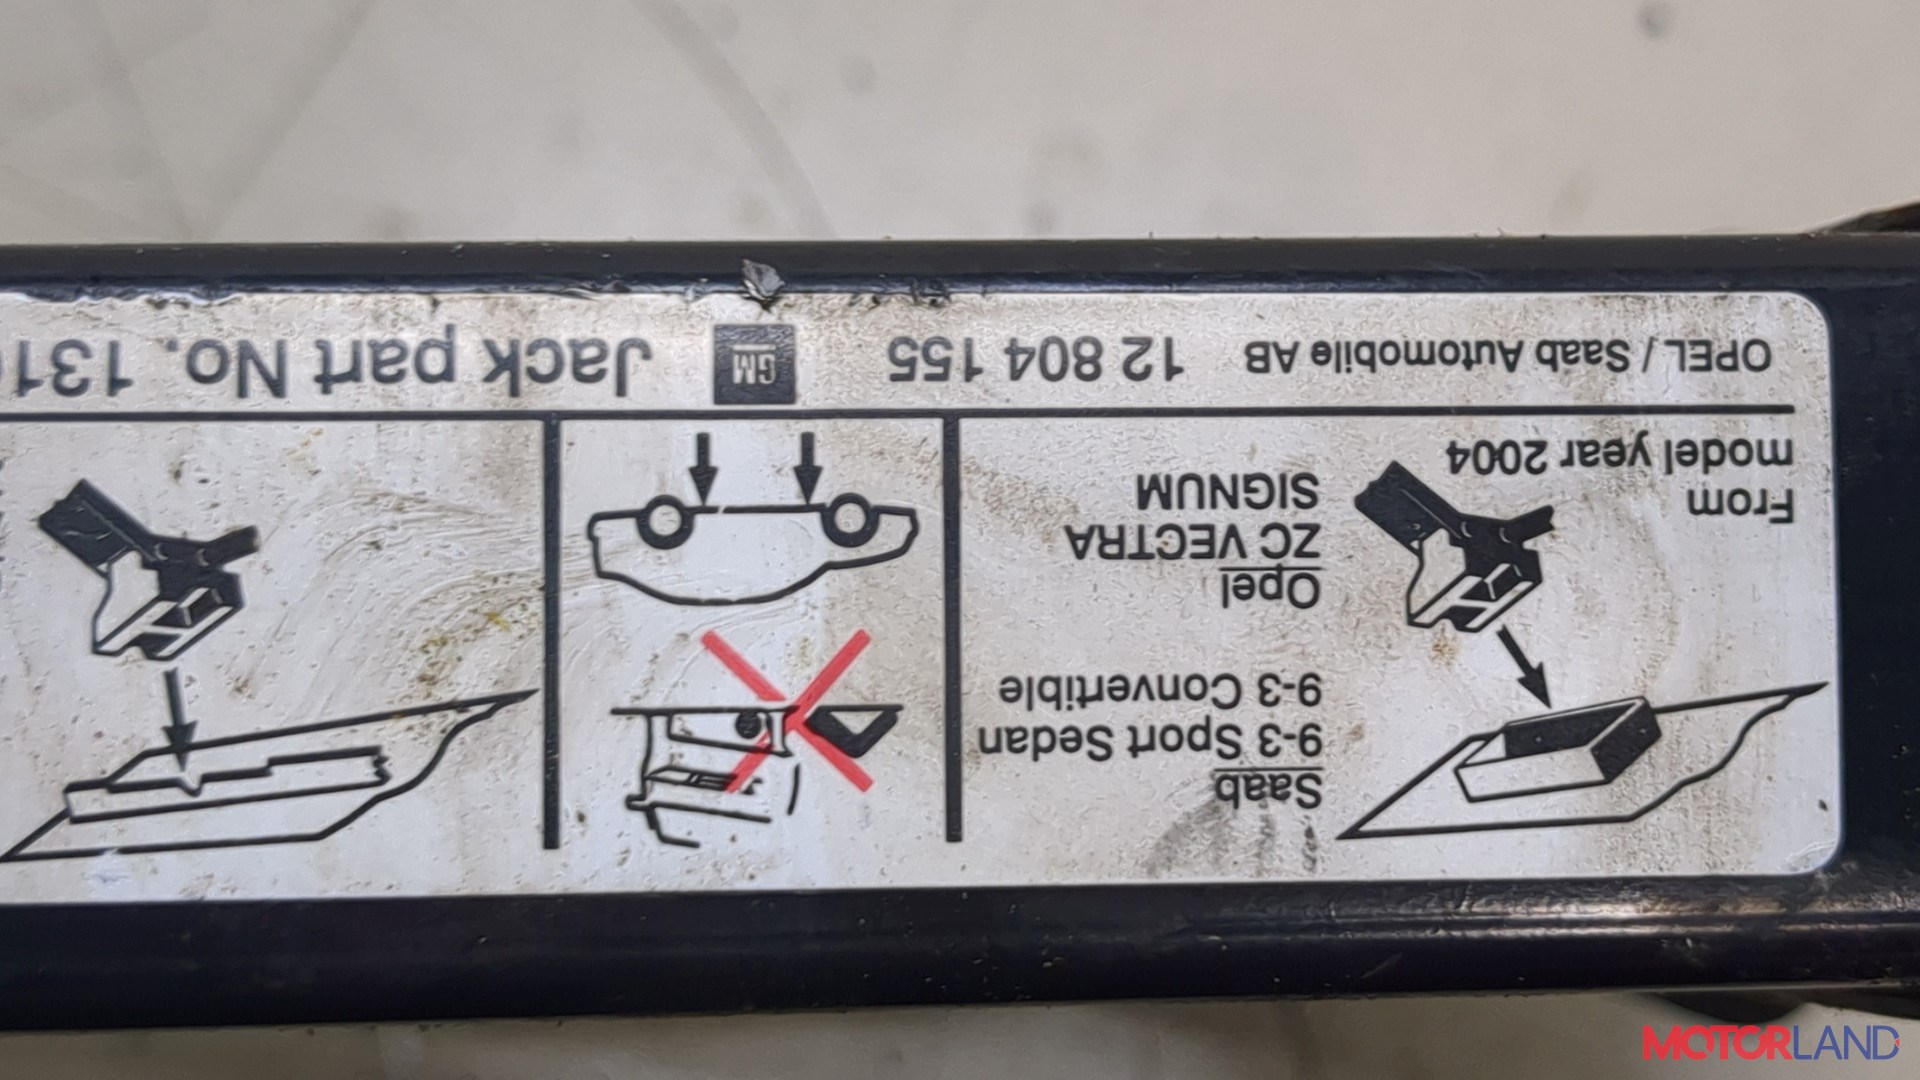 Saab
9-3 Sport Sedan
9-3 Convertible
Opel
ZC VECTRA
SIGNUM
From
model year 2004
OPEL / Saab Automobile AB 12 804 155 GM Jack part No. 131
MOTORLAND